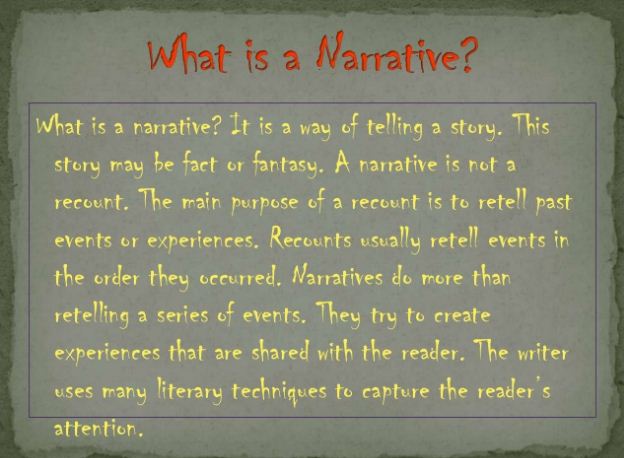 What is a Narrative?
What is a narrative? It is a way of telling a story. This
story may be fact or fantasy. A narrative is not a
recount. The main purpose of a recount is to retell past
events or experiences. Recounts usually retell events in
the order they occurred. Narratives do more than
retelling a series of events. They try to create
experiences that are shared with the reader. The writer
uses many literary techniques to capture the reader's
attention.